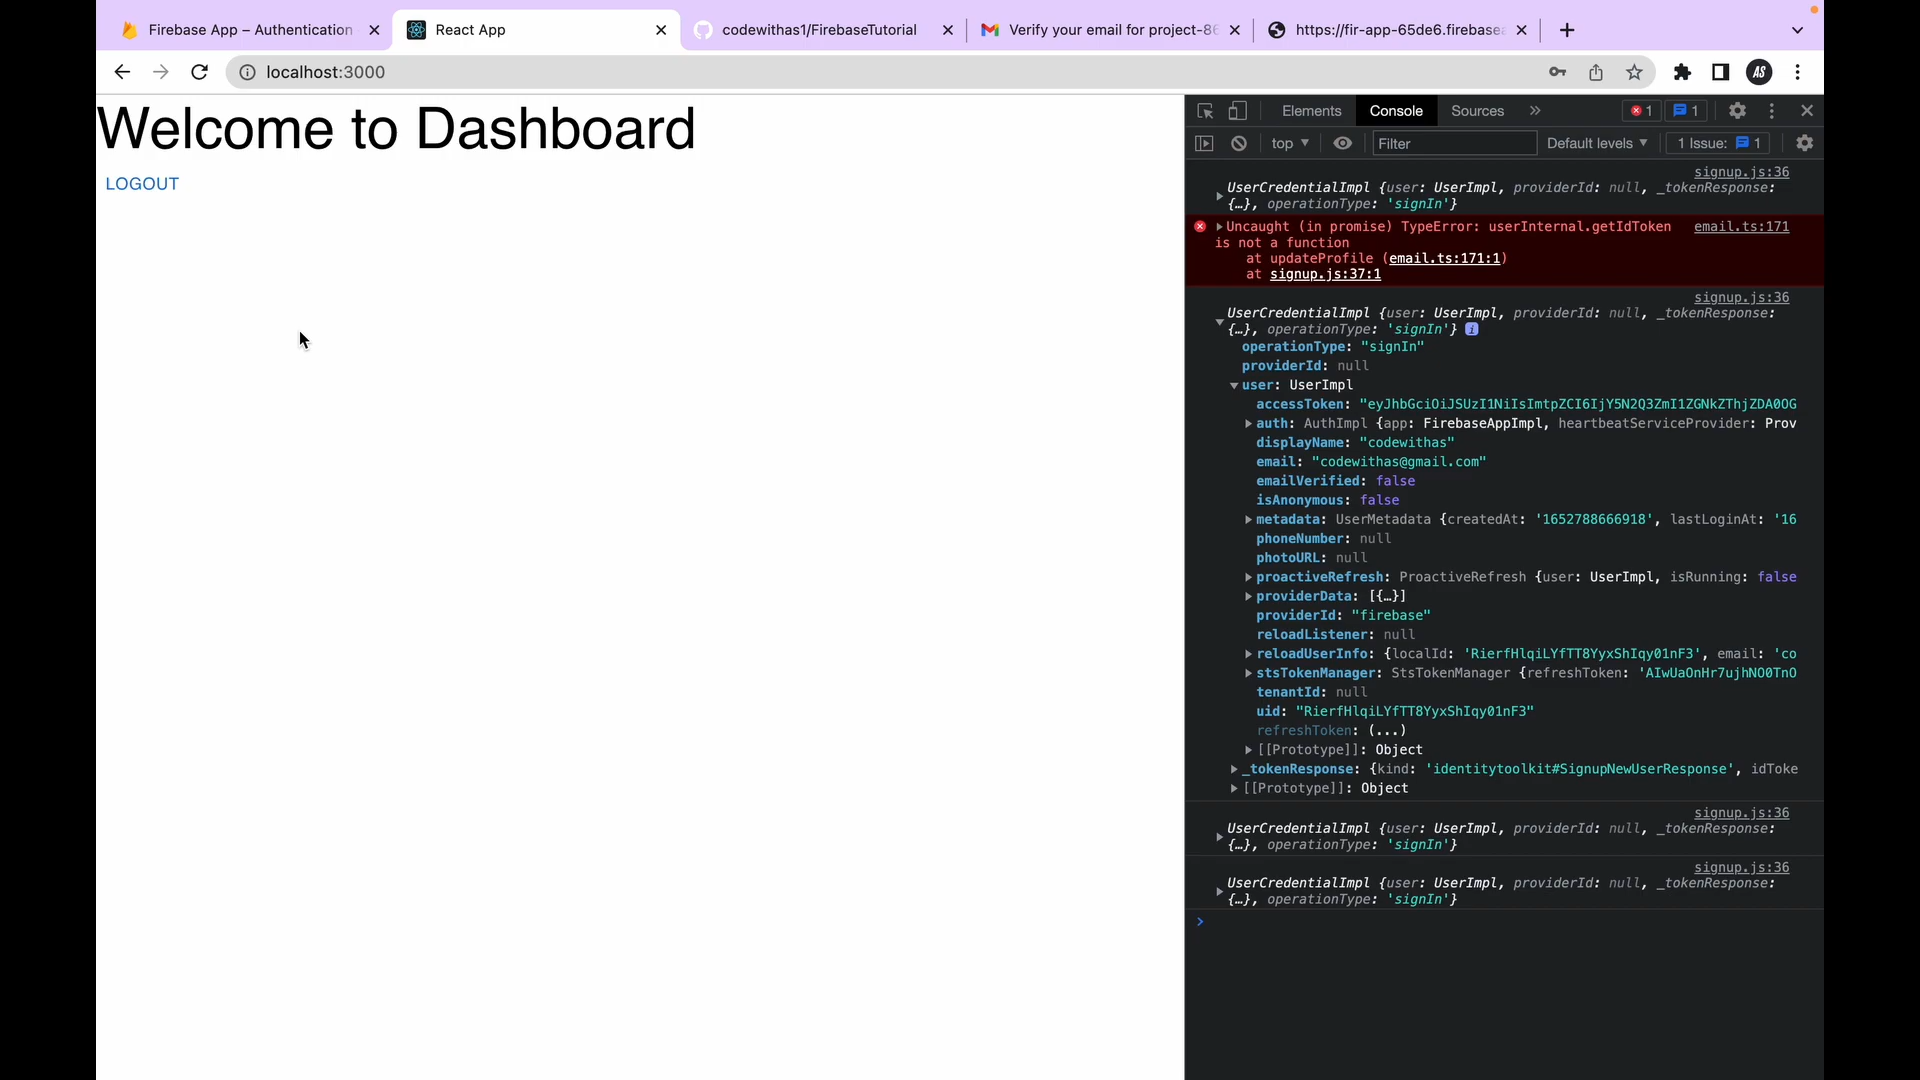 Firebase App – Authentication
React App
codewithas1/FirebaseTutorial
Verify your email for project-86
https://fir-app-65de6.firebasea
localhost:3000
AS
Welcome to Dashboard
LOGOUT
Elements
Console
Sources
1
1
top
Filter
Default levels
1 Issue:
1
signup.js:36
UserCredentialImpl {user: UserImpl, providerId: null, _tokenResponse:
{…}, operationType: 'signIn'}
Uncaught (in promise) TypeError: userInternal.getIdToken email.ts:171
is not a function
at updateProfile (email.ts:171:1)
at signup.js:37:1
signup.js:36
UserCredentialImpl {user: UserImpl, providerId: null, _tokenResponse:
{…}, operationType: 'signIn'} i
operationType: "signIn"
providerId: null
user: UserImpl
accessToken: "eyJhbGciOiJSUzI1NiIsImtpZCI6IjY5N2Q3ZmI1ZGNkZThjZDA0OG
auth: AuthImpl {app: FirebaseAppImpl, heartbeatServiceProvider: Prov
displayName: "codewithas"
email: "codewithas@gmail.com"
emailVerified: false
isAnonymous: false
metadata: UserMetadata {createdAt: '1652788666918', lastLoginAt: '16
phoneNumber: null
photoURL: null
proactiveRefresh: ProactiveRefresh {user: UserImpl, isRunning: false
providerData: [{…}]
providerId: "firebase"
reloadListener: null
reloadUserInfo: {localId: 'RierfHlqiLYfTT8YyxShIqy01nF3', email: 'co
stsTokenManager: StsTokenManager {refreshToken: 'AIwUaOnHr7ujhNO0TnO
tenantId: null
uid: "RierfHlqiLYfTT8YyxShIqy01nF3"
refreshToken: (...)
[[Prototype]]: Object
_tokenResponse: {kind: 'identitytoolkit#SignupNewUserResponse', idToke
[[Prototype]]: Object
signup.js:36
UserCredentialImpl {user: UserImpl, providerId: null, _tokenResponse:
{…}, operationType: 'signIn'}
signup.js:36
UserCredentialImpl {user: UserImpl, providerId: null, _tokenResponse:
{…}, operationType: 'signIn'}